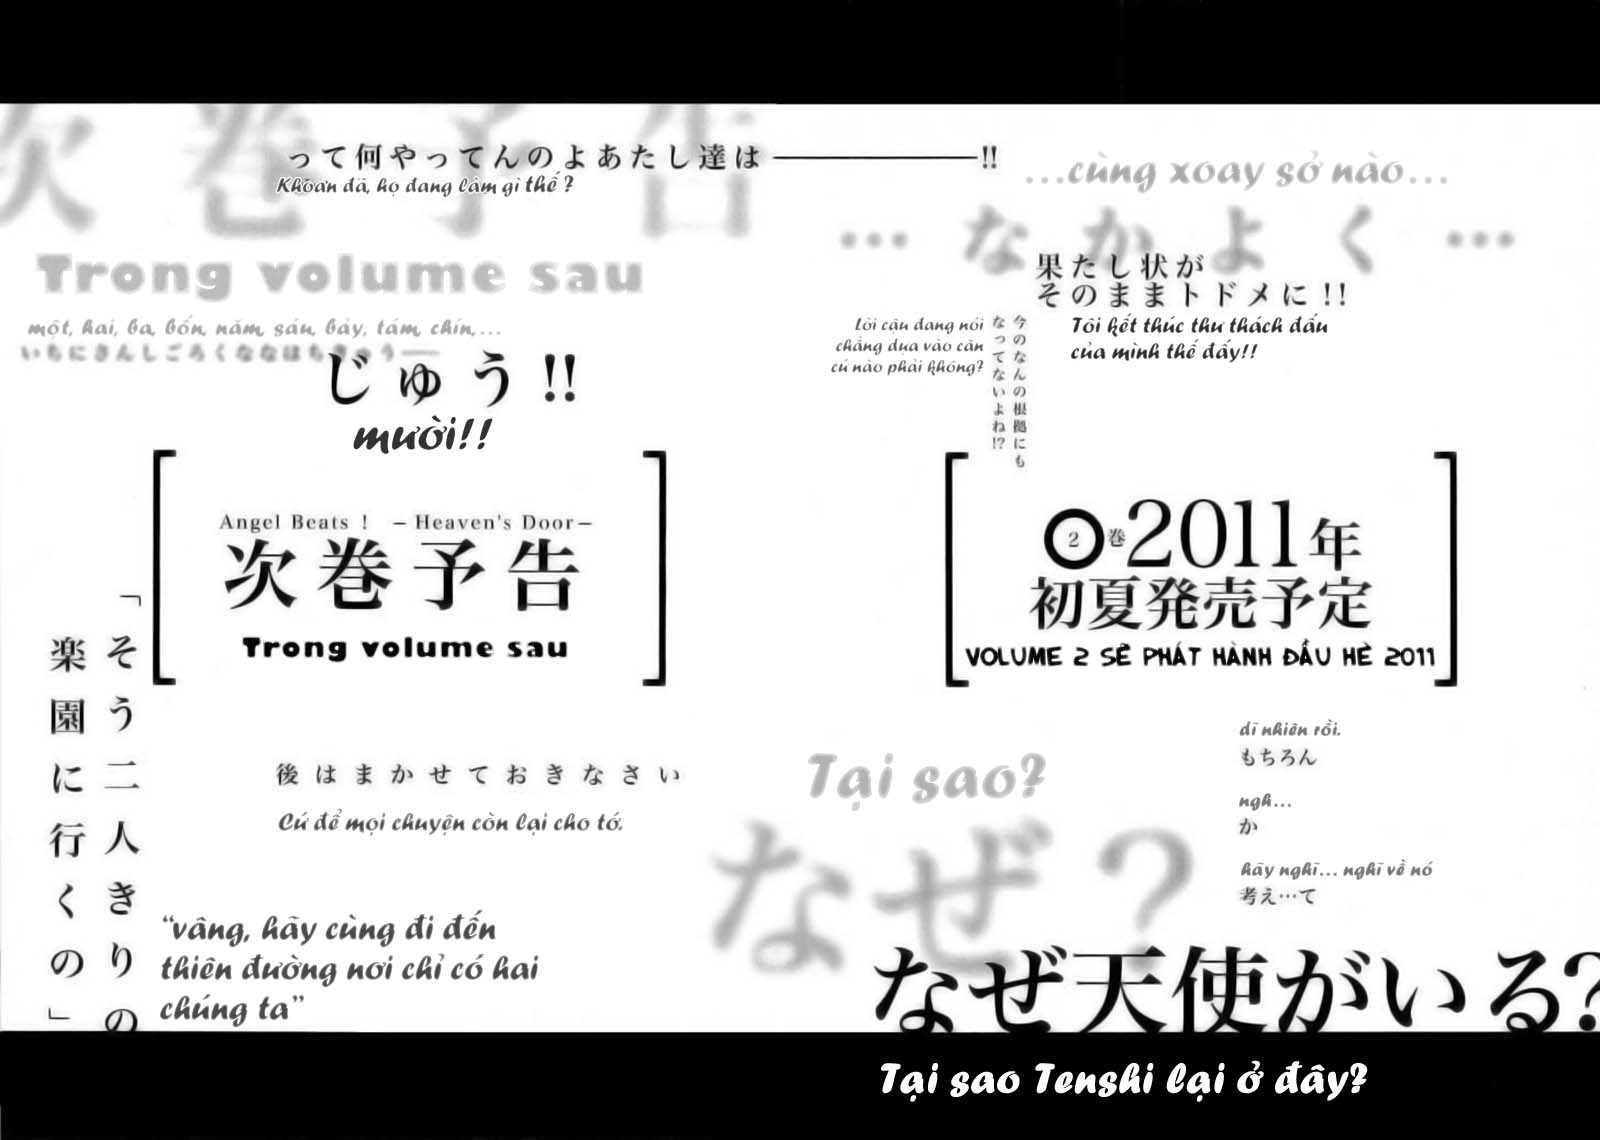 次巻予告
って何やってんのよあたし達は———!!
Khoan đã, họ đang làm gì thế ?
Trong volume sau
một, hai, ba, bốn, năm, sáu, bảy, tám, chín,...
いちにさんしごろくななはちきゅう——
じゅう!!
mười!!
Angel Beats ! －Heaven's Door－
次巻予告
Trong volume sau
「そう二人きりの
楽園に行くの」
後はまかせておきなさい
Cứ để mọi chuyện còn lại cho tớ.
“vâng, hãy cùng đi đến
thiên đường nơi chỉ có hai
chúng ta”
...cùng xoay sở nào...
…なかよく…
果たし状が
そのままトドメに!!
Tôi kết thúc thư thách đấu
của mình thế đấy!!
今のなんの根拠にも
なってないよね!?
Lời cậu đang nói
chẳng dựa vào căn
cú nào phải không?
2巻 2011年
初夏発売予定
VOLUME 2 SẼ PHÁT HÀNH ĐẦU HÈ 2011
dĩ nhiên rồi.
もちろん
ngh...
か
hãy nghĩ... nghĩ về nó
考え…て
Tại sao?
なぜ？
なぜ天使がいる?
Tại sao Tenshi lại ở đây?